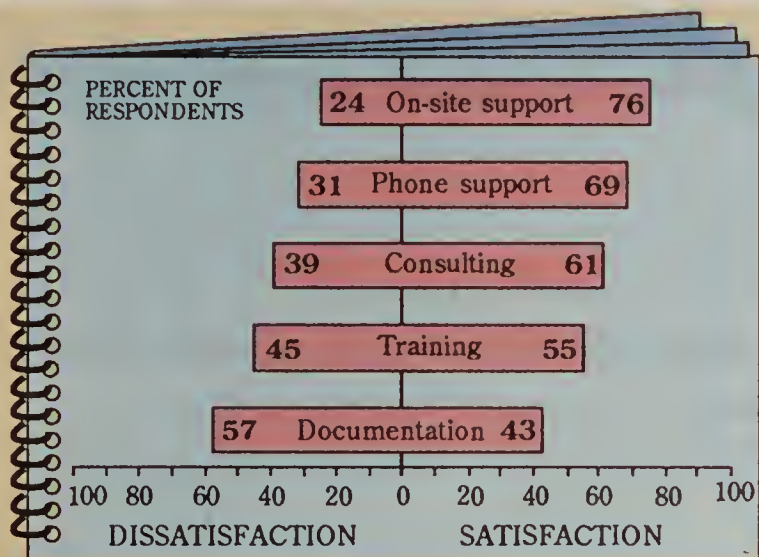 PERCENT OF
RESPONDENTS
24 On-site support 76
31 Phone support 69
39 Consulting 61
45 Training 55
57 Documentation 43
100 80 60 40 20 0 20 40 60 80 100
DISSATISFACTION SATISFACTION